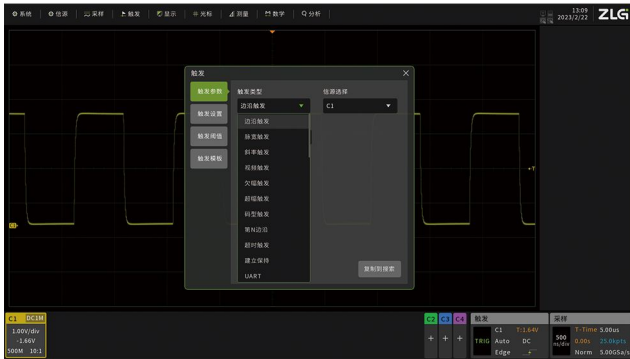 系统 信源 采样 触发 显示 光标 测量 数学 分析
13:09
2023/2/22
ZLG
触发
触发参数
触发类型
信源选择
边沿触发
C1
触发设置
触发阈值
触发模板
边沿触发
脉宽触发
斜率触发
视频触发
欠幅触发
超幅触发
码型触发
第N边沿
超时触发
建立保持
UART
复制到搜索
T
C1 DC1M
1.00V/div
-1.66V
500M 10:1
C2 C3 C4
+ + +
触发
C1 T:1.64V
TRIG Auto DC
Edge
采样
500 ns/div
T-Time 5.00us
0.00s 25.0kpts
Norm 5.00GSa/s